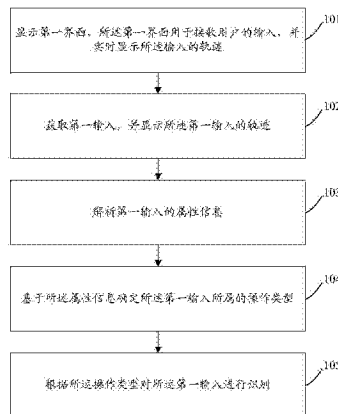 显示第一界面，所述第一界面用于接收用户的输入，并
实时显示所述输入的轨迹
101
获取第一输入，并显示所述第一输入的轨迹
102
解析第一输入的属性信息
103
基于所述属性信息确定所述第一输入所属的操作类型
104
根据所述操作类型对所述第一输入进行识别
105